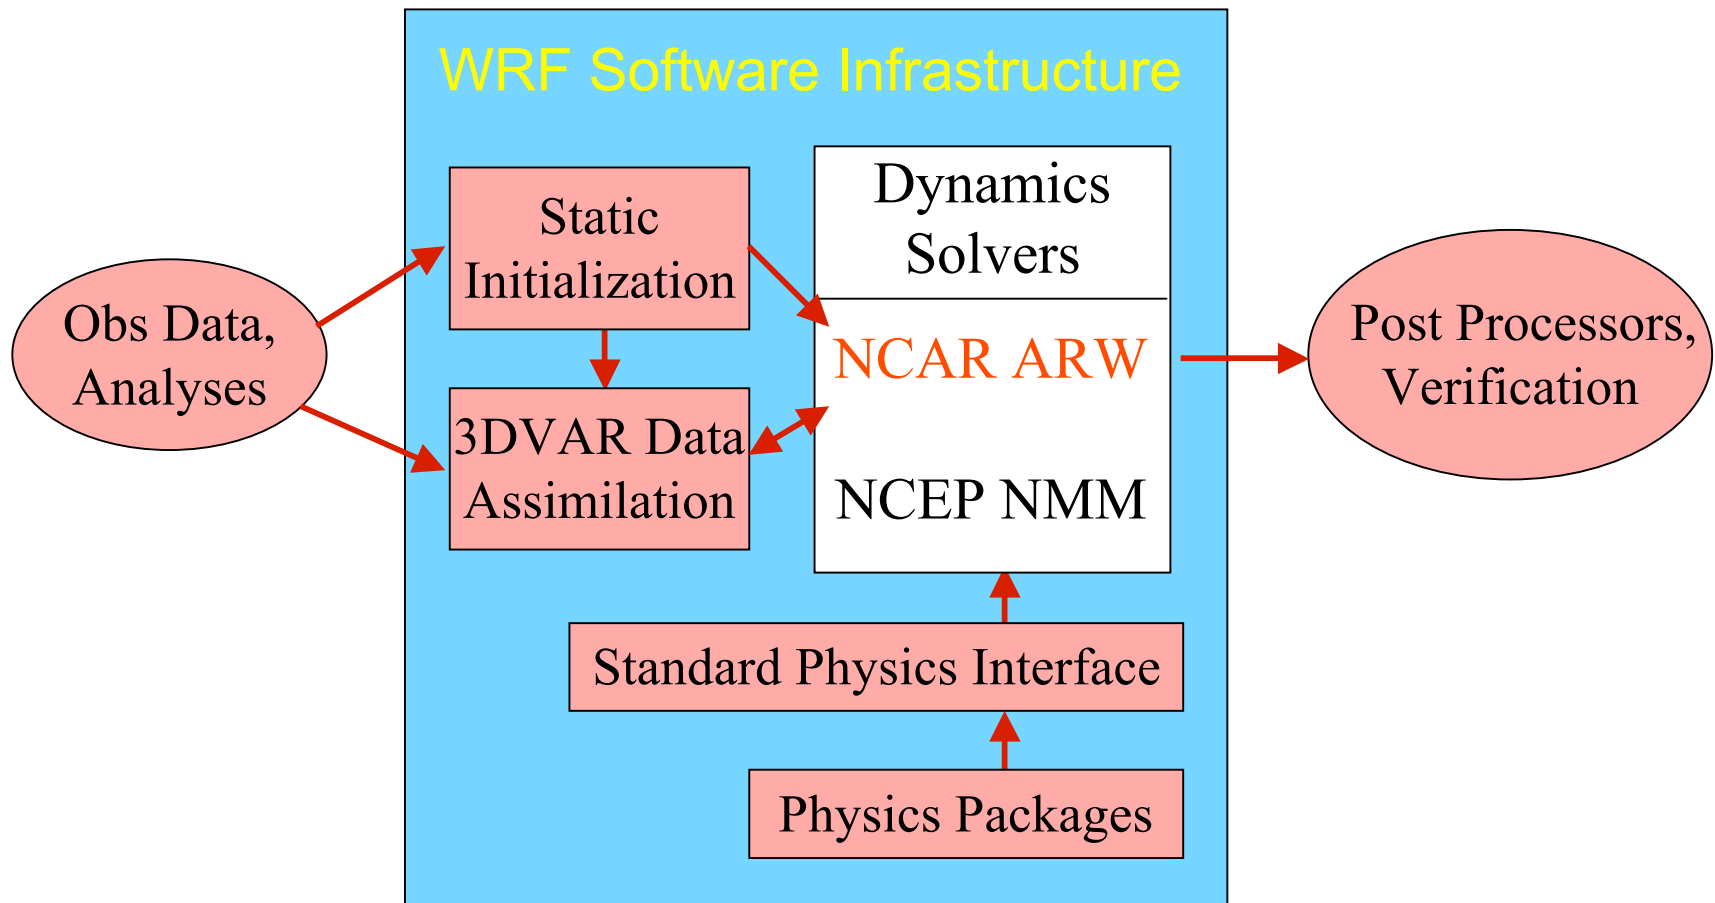 WRF Software Infrastructure
Obs Data,
Analyses
Static
Initialization
3DVAR Data
Assimilation
Dynamics
Solvers
NCAR ARW
NCEP NMM
Standard Physics Interface
Physics Packages
Post Processors,
Verification